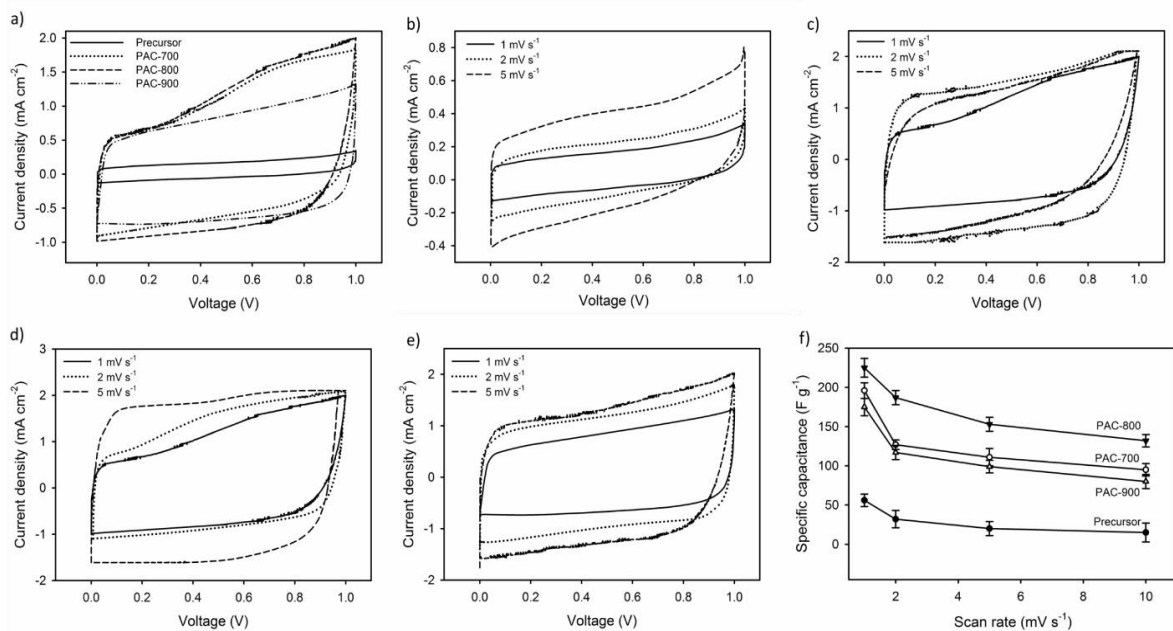 a)
Precursor
PAC-700
PAC-800
PAC-900
2.0
1.5
1.0
0.5
0.0
-0.5
-1.0
Current density (mA cm⁻²)
0.0 0.2 0.4 0.6 0.8 1.0
Voltage (V)
b)
1 mV s⁻¹
2 mV s⁻¹
5 mV s⁻¹
0.8
0.6
0.4
0.2
0.0
-0.2
-0.4
Current density (mA cm⁻²)
0.0 0.2 0.4 0.6 0.8 1.0
Voltage (V)
c)
1 mV s⁻¹
2 mV s⁻¹
5 mV s⁻¹
2
1
0
-1
-2
Current density (mA cm⁻²)
0.0 0.2 0.4 0.6 0.8 1.0
Voltage (V)
d)
1 mV s⁻¹
2 mV s⁻¹
5 mV s⁻¹
3
2
1
0
-1
-2
Current density (mA cm⁻²)
0.0 0.2 0.4 0.6 0.8 1.0
Voltage (V)
e)
1 mV s⁻¹
2 mV s⁻¹
5 mV s⁻¹
2
1
0
-1
-2
Current density (mA cm⁻²)
0.0 0.2 0.4 0.6 0.8 1.0
Voltage (V)
f)
250
200
150
100
50
0
Specific capacitance (F g⁻¹)
PAC-800
PAC-700
PAC-900
Precursor
2 4 6 8 10
Scan rate (mV s⁻¹)